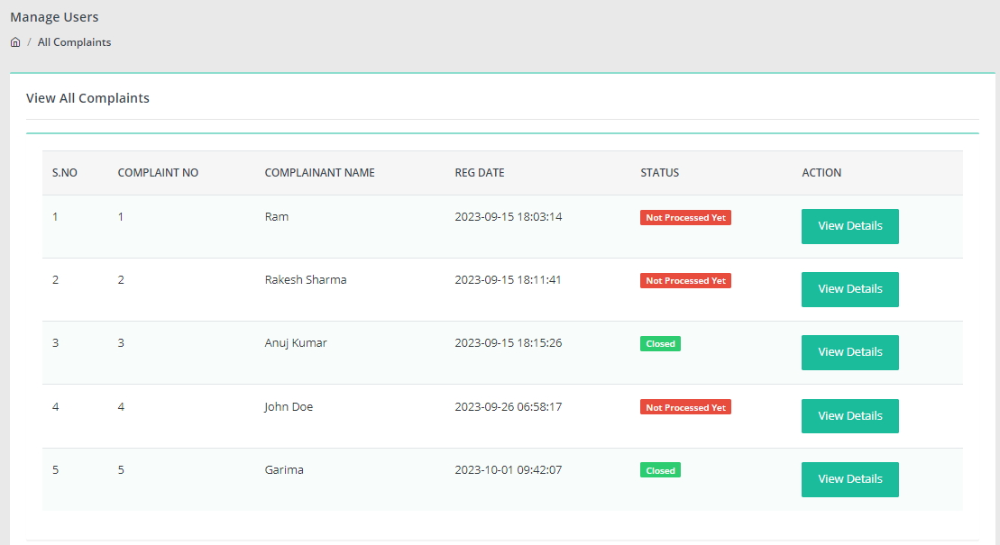 Manage Users
/ All Complaints
View All Complaints
S.NO COMPLAINT NO COMPLAINANT NAME REG DATE STATUS ACTION
1 1 Ram 2023-09-15 18:03:14 Not Processed Yet View Details
2 2 Rakesh Sharma 2023-09-15 18:11:41 Not Processed Yet View Details
3 3 Anuj Kumar 2023-09-15 18:15:26 Closed View Details
4 4 John Doe 2023-09-26 06:58:17 Not Processed Yet View Details
5 5 Garima 2023-10-01 09:42:07 Closed View Details